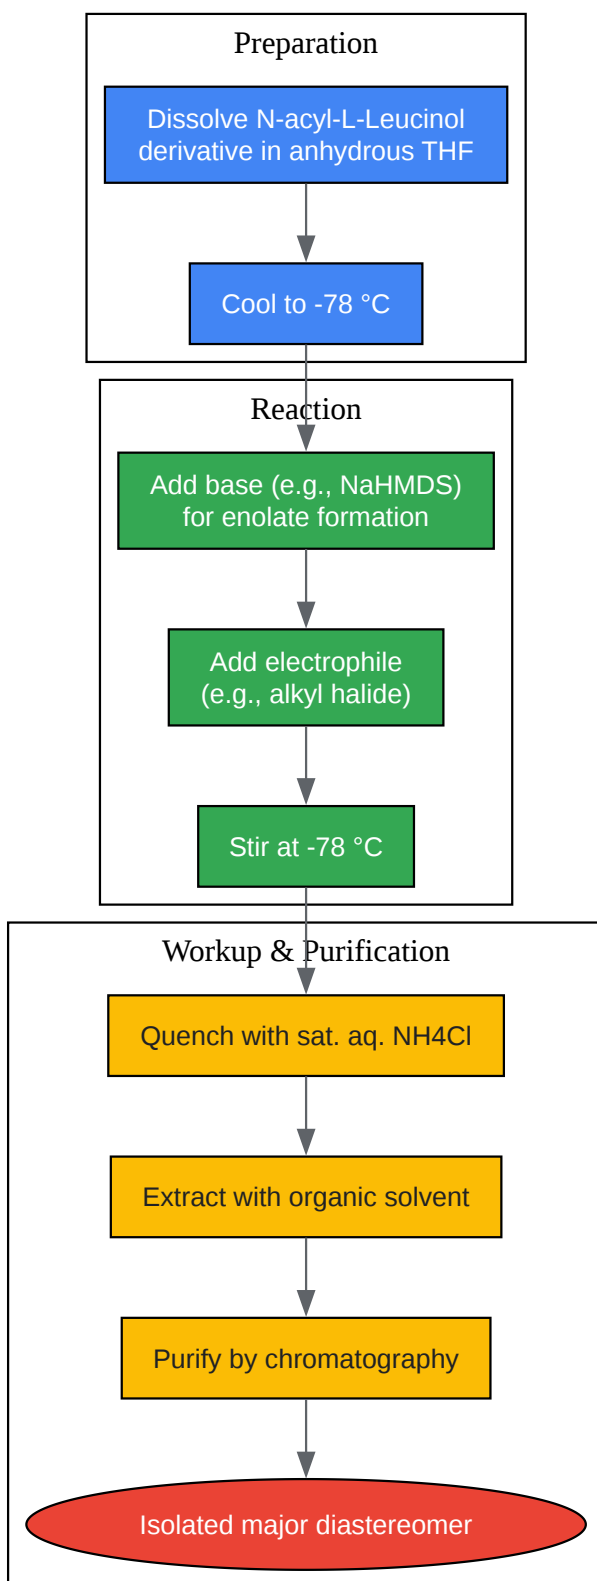 Preparation
Dissolve N-acyl-L-Leucinol
derivative in anhydrous THF
Cool to -78 °C
Reaction
Add base (e.g., NaHMDS)
for enolate formation
Add electrophile
(e.g., alkyl halide)
Stir at -78 °C
Workup & Purification
Quench with sat. aq. NH4Cl
Extract with organic solvent
Purify by chromatography
Isolated major diastereomer